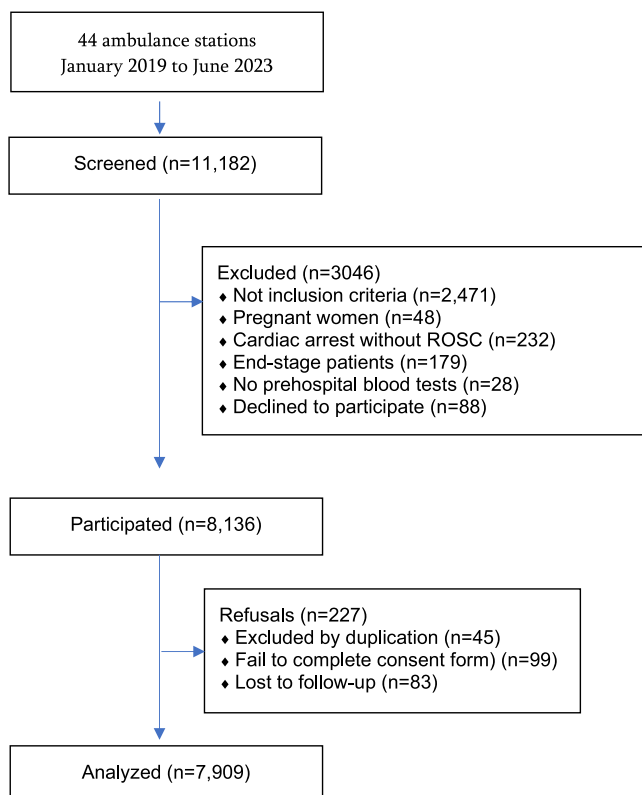 44 ambulance stations
January 2019 to June 2023
Screened (n=11,182)
Excluded (n=3046)
♦ Not inclusion criteria (n=2,471)
♦ Pregnant women (n=48)
♦ Cardiac arrest without ROSC (n=232)
♦ End-stage patients (n=179)
♦ No prehospital blood tests (n=28)
♦ Declined to participate (n=88)
Participated (n=8,136)
Refusals (n=227)
♦ Excluded by duplication (n=45)
♦ Fail to complete consent form) (n=99)
♦ Lost to follow-up (n=83)
Analyzed (n=7,909)